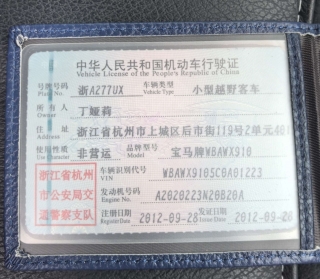 中华人民共和国机动车行驶证
Vehicle License of the People's Republic of China
号牌号码 浙AZ77UX 车辆类型 小型越野客车
Plate No. Vehicle Type
所有人 丁媛莉
Owner
住址 浙江省杭州市上城区后市街119号2单元401
Address
使用性质 非营运 品牌型号 宝马牌WBAWX910
Use Character Model
浙江省杭州市公安局交通警察支队
车辆识别代号 WBAWX9105C0A01223
VIN
发动机号码 A2020223N20B20A
Engine No.
注册日期 2012-09-28 发证日期 2012-09-28
Register Date Issue Date